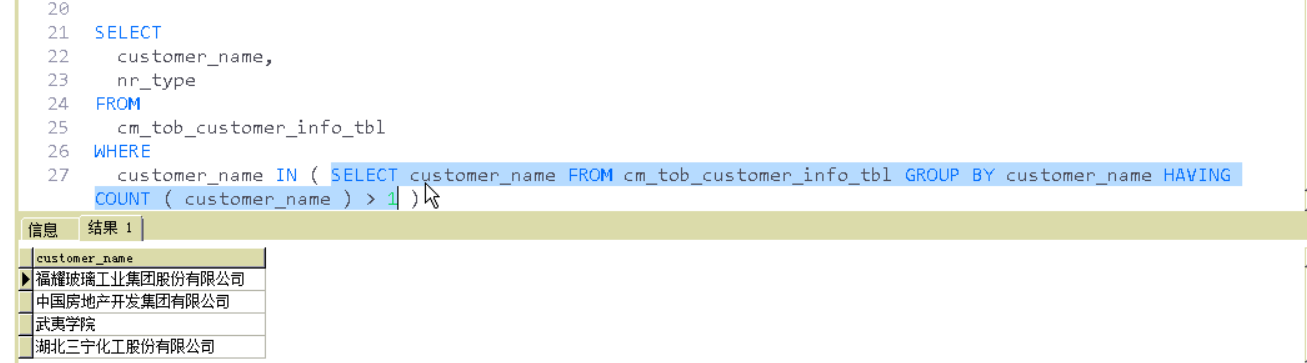 20
21 SELECT
22 customer_name,
23 nr_type
24 FROM
25 cm_tob_customer_info_tbl
26 WHERE
27 customer_name IN ( SELECT customer_name FROM cm_tob_customer_info_tbl GROUP BY customer_name HAVING
COUNT ( customer_name ) > 1 )
信息 结果 1
customer_name
福耀玻璃工业集团股份有限公司
中国房地产开发集团有限公司
武夷学院
湖北三宁化工股份有限公司